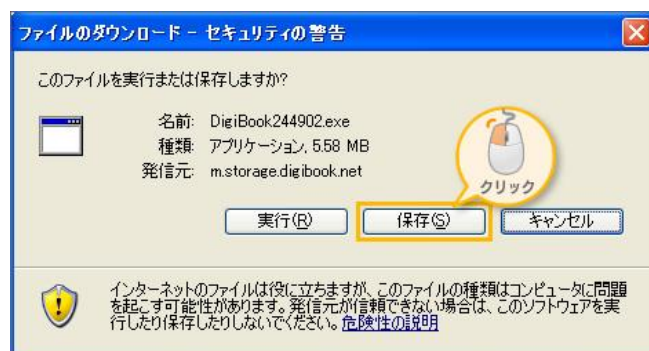 ファイルのダウンロード - セキュリティの警告
このファイルを実行または保存しますか?
名前: DigiBook244902.exe
種類: アプリケーション, 5.58 MB
発信元: m.storage.digibook.net
クリック
実行(R) 保存(S) キャンセル
インターネットのファイルは役に立ちますが、このファイルの種類はコンピュータに問題
を起こす可能性があります。発信元が信頼できない場合は、このソフトウェアを実
行したり保存したりしないでください。危険性の説明